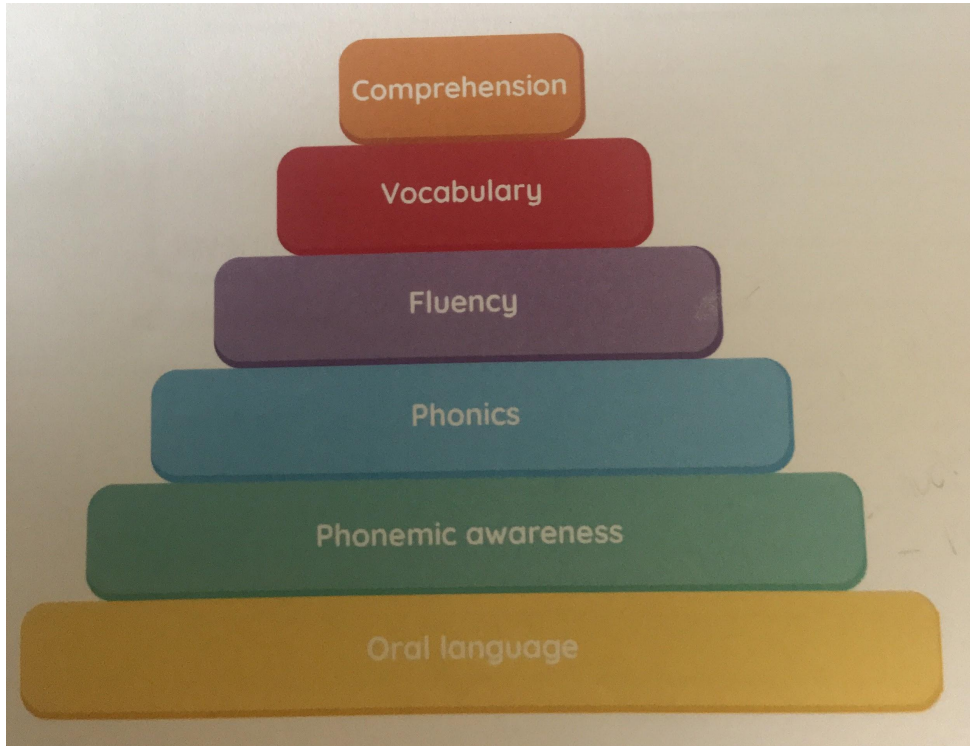 Comprehension
Vocabulary
Fluency
Phonics
Phonemic awareness
Oral language